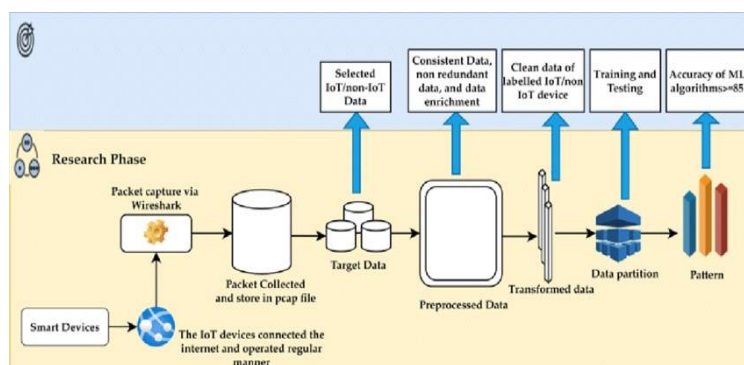 Selected
IoT/non-IoT
Data
Consistent Data,
non redundant
data, and data
enrichment
Clean data of
labelled IoT/non
IoT device
Training and
Testing
Accuracy of ML
algorithms>=85
Research Phase
Packet capture via
Wireshark
Packet Collected
and store in pcap file
Target Data
Preprocessed Data
Transformed data
Data partition
Pattern
Smart Devices
The IoT devices connected the
internet and operated regular
manner